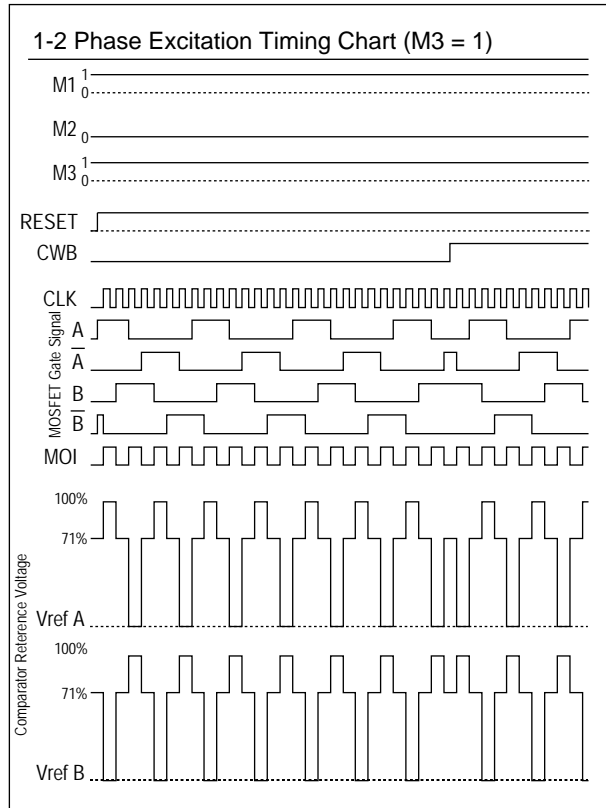 1-2 Phase Excitation Timing Chart (M3 = 1)
M1 1
0
M2 0
M3 1
0
RESET
CWB
CLK
MOSFET Gate Signal
A
A̅
B
B̅
MOI
Comparator Reference Voltage
100%
71%
Vref A
100%
71%
Vref B